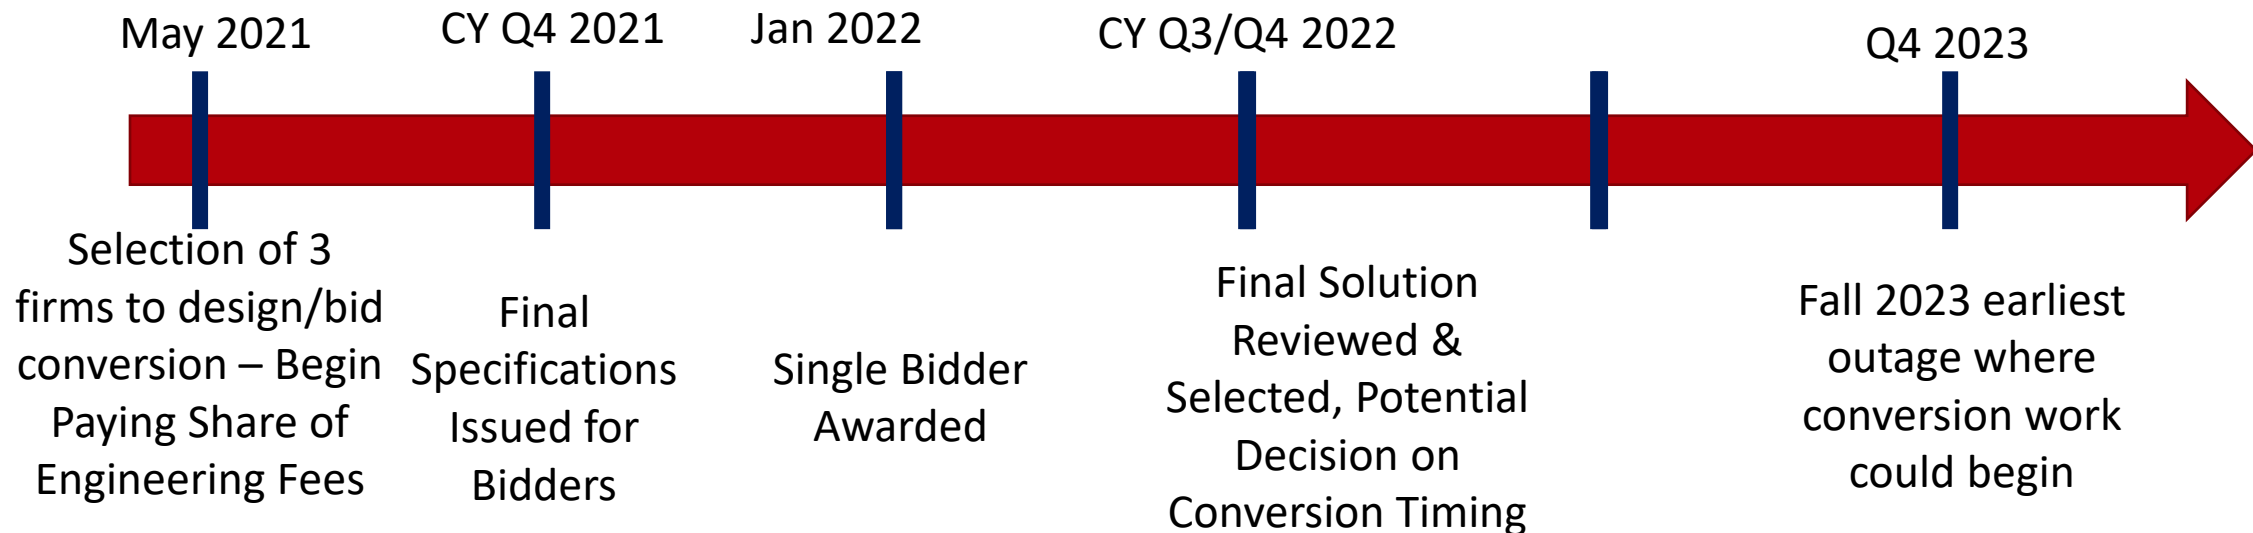 May 2021
CY Q4 2021
Jan 2022
CY Q3/Q4 2022
Q4 2023
Selection of 3
firms to design/bid
conversion – Begin
Paying Share of
Engineering Fees
Final
Specifications
Issued for
Bidders
Single Bidder
Awarded
Final Solution
Reviewed &
Selected, Potential
Decision on
Conversion Timing
Fall 2023 earliest
outage where
conversion work
could begin